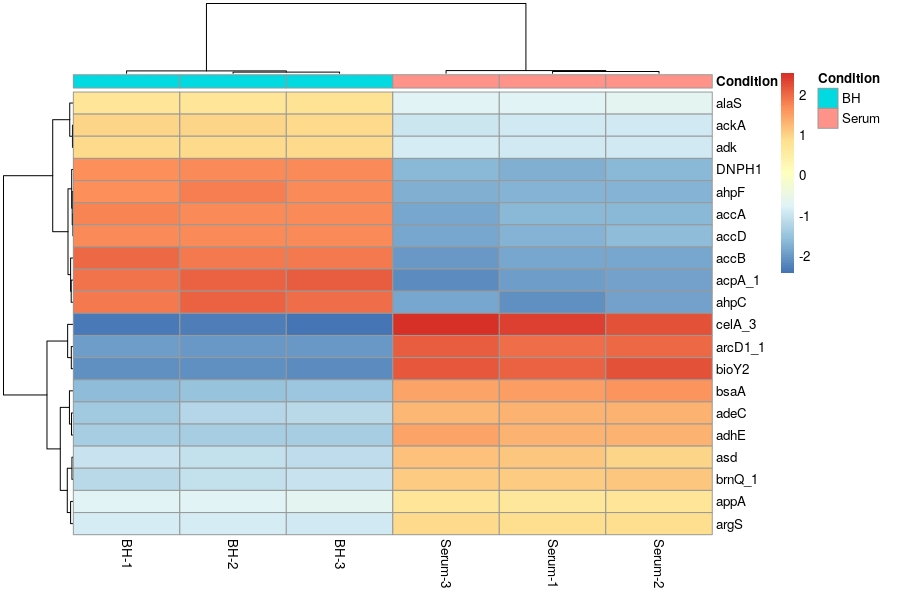 Condition
alaS
ackA
adk
DNPH1
ahpF
accA
accD
accB
acpA_1
ahpC
celA_3
arcD1_1
bioY2
bsaA
adeC
adhE
asd
brnQ_1
appA
argS
BH-1
BH-2
BH-3
Serum-3
Serum-1
Serum-2
2
1
0
-1
-2
Condition
BH
Serum